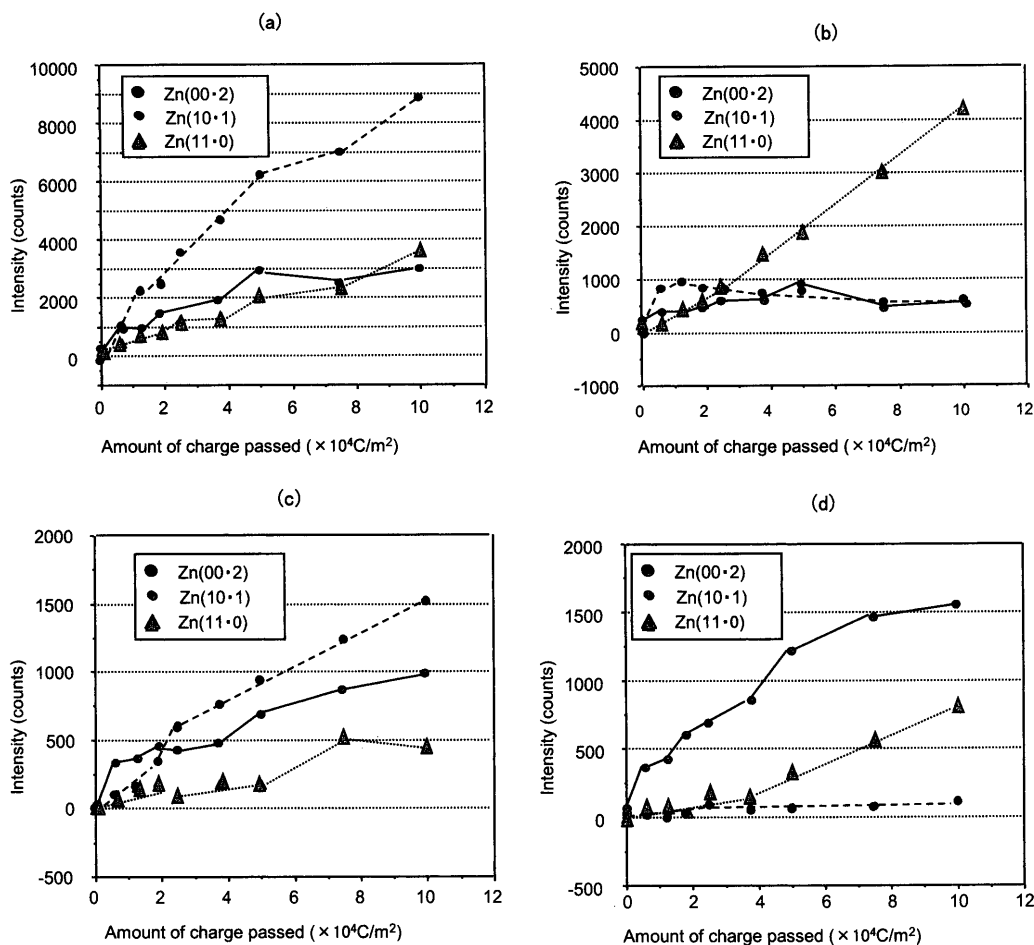 (a)
10000
8000
6000
4000
2000
0
Intensity (counts)
Zn(00・2)
Zn(10・1)
Zn(11・0)
0 2 4 6 8 10 12
Amount of charge passed (×10⁴C/m²)
(b)
5000
4000
3000
2000
1000
0
-1000
Intensity (counts)
Zn(00・2)
Zn(10・1)
Zn(11・0)
0 2 4 6 8 10 12
Amount of charge passed (×10⁴C/m²)
(c)
2000
1500
1000
500
0
-500
Intensity (counts)
Zn(00・2)
Zn(10・1)
Zn(11・0)
0 2 4 6 8 10 12
Amount of charge passed (×10⁴C/m²)
(d)
2000
1500
1000
500
0
-500
Intensity (counts)
Zn(00・2)
Zn(10・1)
Zn(11・0)
0 2 4 6 8 10 12
Amount of charge passed (×10⁴C/m²)